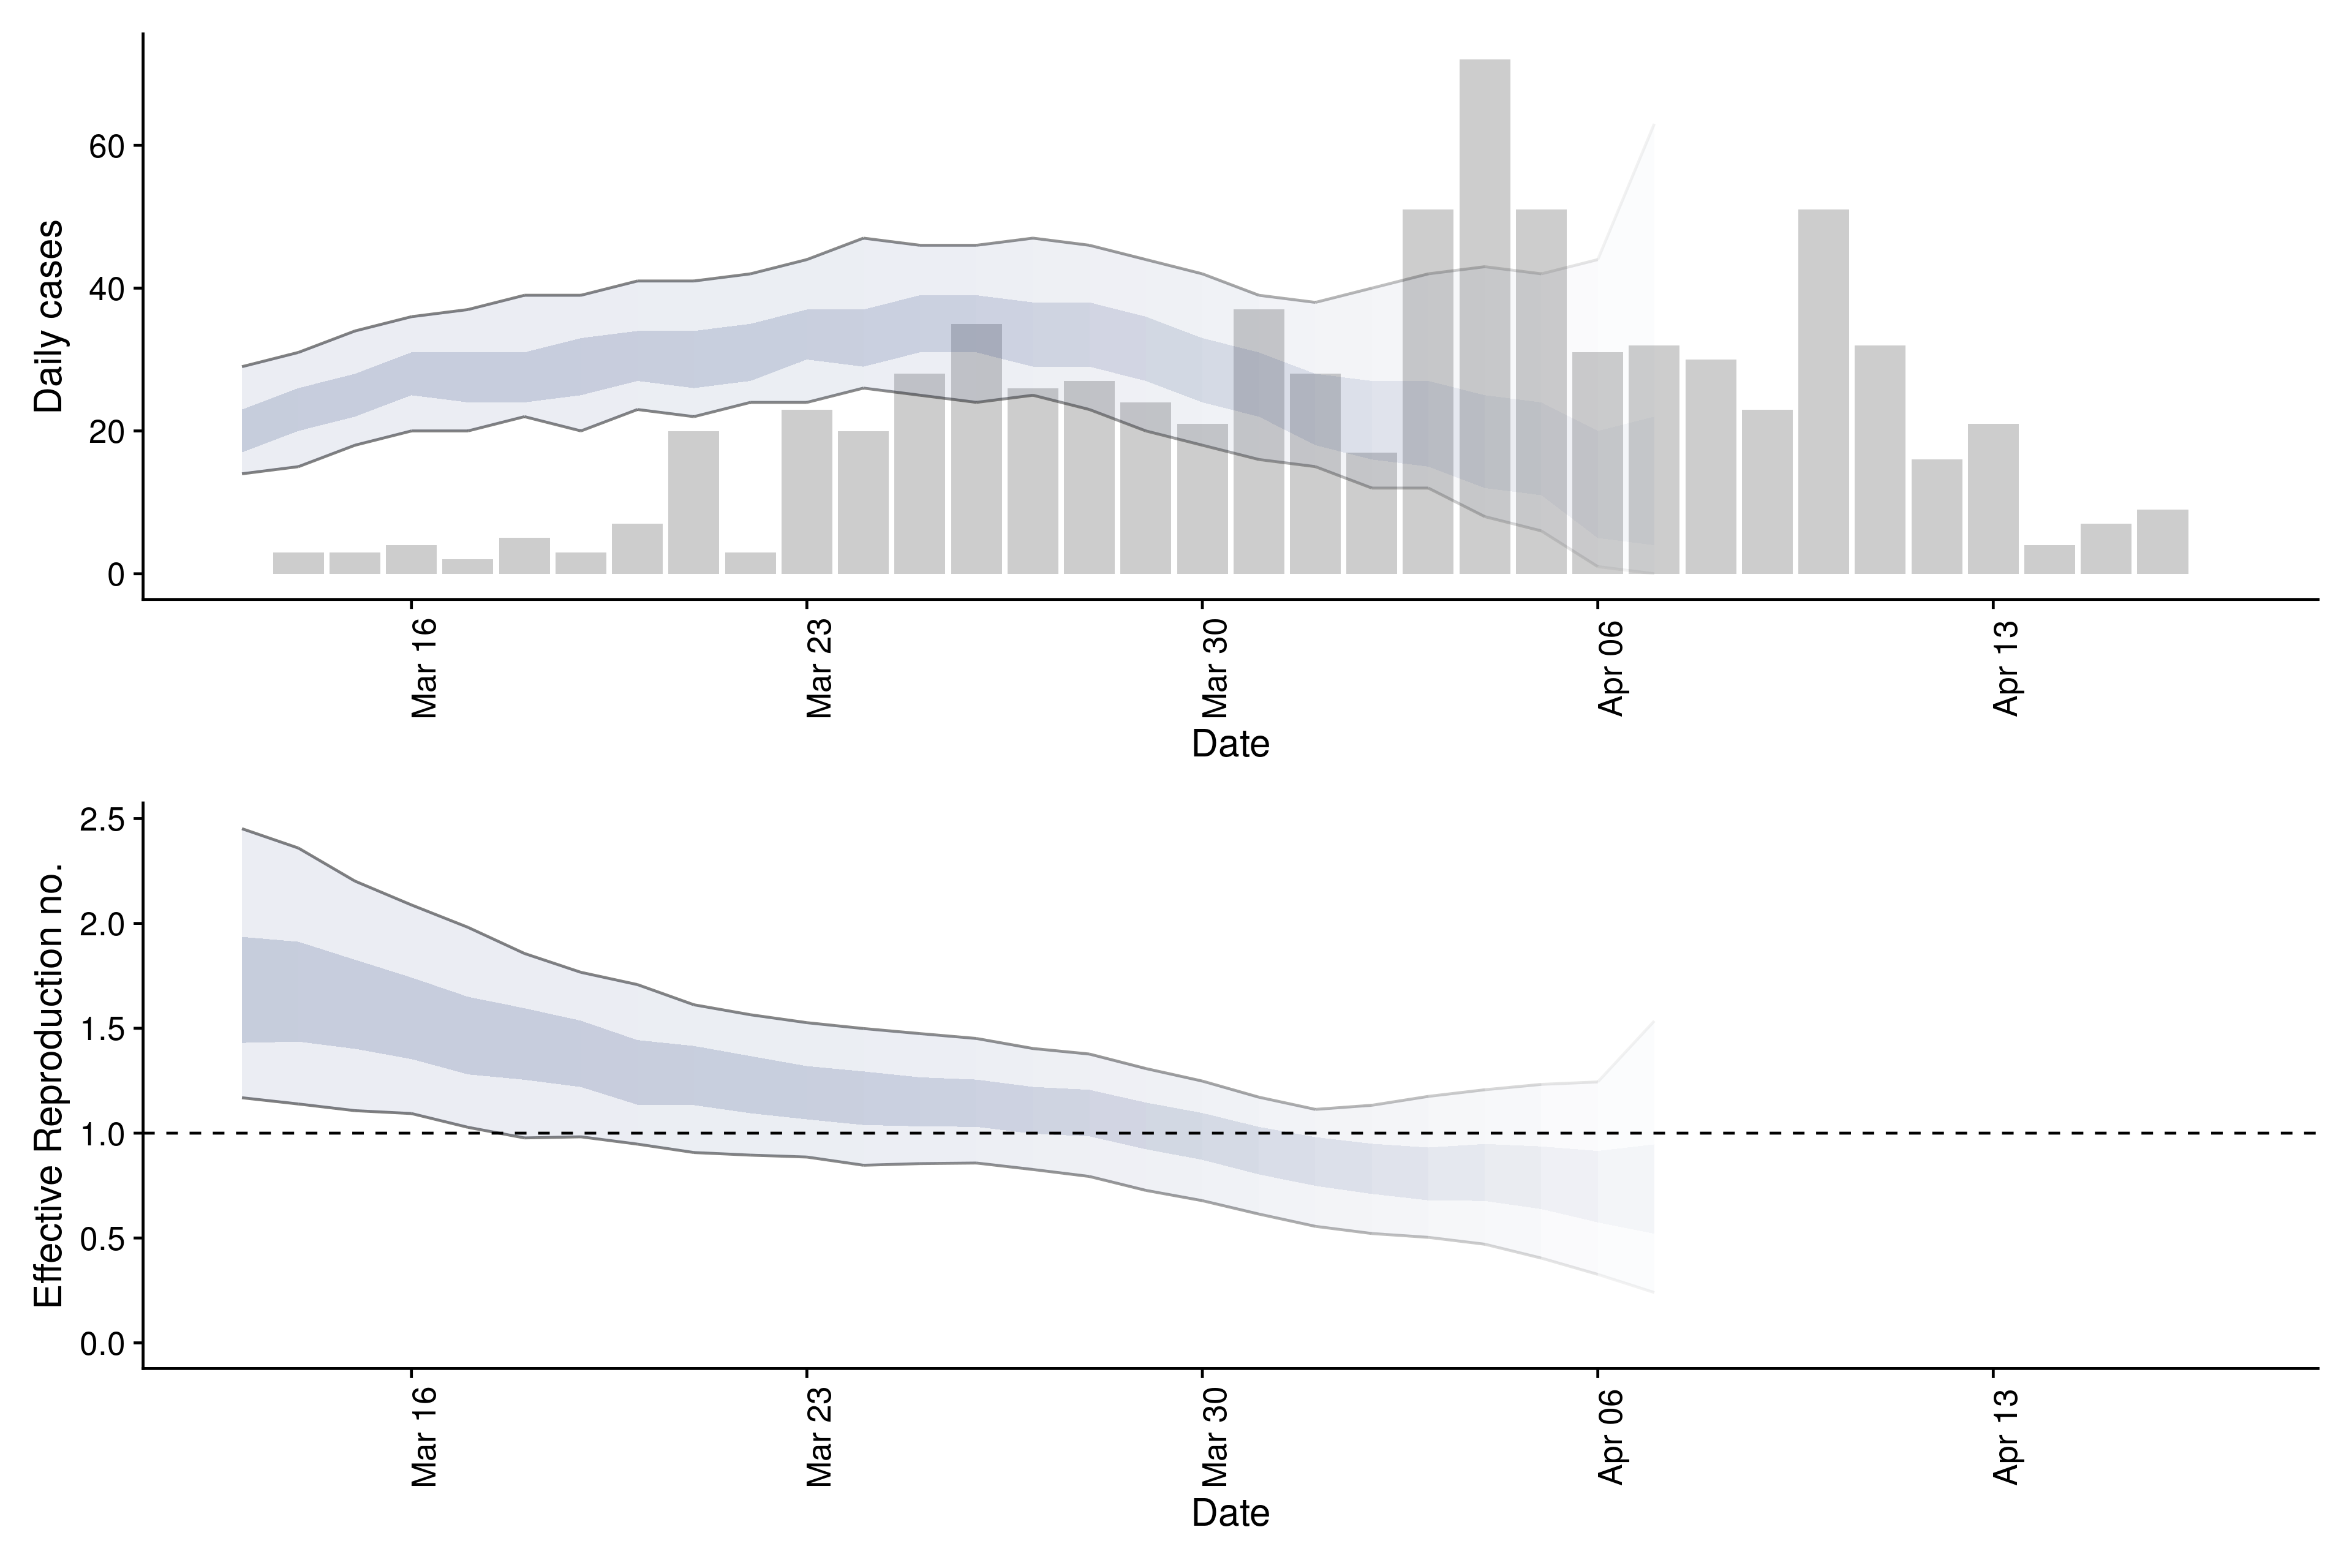 Daily cases
60
40
20
0
Mar 16
Mar 23
Mar 30
Apr 06
Apr 13
Date
Effective Reproduction no.
2.5
2.0
1.5
1.0
0.5
0.0
Mar 16
Mar 23
Mar 30
Apr 06
Apr 13
Date